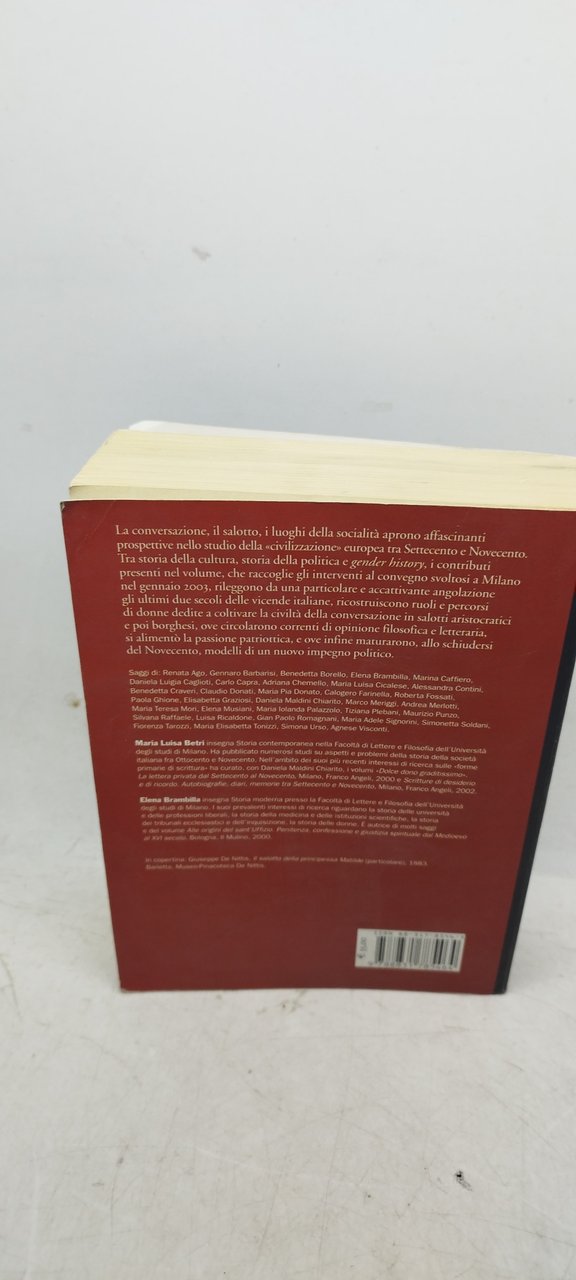 La conversazione, il salotto, i luoghi della socialità aprono affascinanti
prospettive nello studio della «civilizzazione» europea tra Settecento e Novecento.
Tra storia della cultura, storia della politica e gender history, i contributi
presenti nel volume, che raccoglie gli interventi al convegno svoltosi a Milano
nel gennaio 2003, rileggono da una particolare e accattivante angolazione
gli ultimi due secoli delle vicende italiane, ricostruiscono ruoli e percorsi
di donne dedite a coltivare la civiltà della conversazione in salotti aristocratici
e poi borghesi, ove circolarono correnti di opinione filosofica e letteraria,
si alimentò la passione patriottica, e ove infine maturarono, allo schiudersi
del Novecento, modelli di un nuovo impegno politico.
Saggi di: Renata Ago, Gennaro Barbarisi, Benedetta Borello, Elena Brambilla, Marina Caffiero,
Daniela Luigia Caglioti, Carlo Capra, Adriana Chemello, Maria Luisa Cicalese, Alessandra Contini,
Benedetta Craveri, Claudio Donati, Maria Pia Donato, Calogero Farinella, Roberta Fossati,
Paola Ghione, Elisabetta Graziosi, Daniela Maldini Chiarito, Marco Meriggi, Andrea Merlotti,
Maria Teresa Mori, Elena Musiani, Maria Iolanda Palazzolo, Tiziana Plebani, Maurizio Punzo,
Silvana Raffaele, Luisa Ricaldone, Gian Paolo Romagnani, Maria Adele Signorini, Simonetta Soldani,
Fiorenza Tarozzi, Maria Elisabetta Tonizzi, Simona Urso, Agnese Visconti.
Maria Luisa Betri insegna Storia contemporanea nella Facoltà di Lettere e Filosofia dell'Università
degli studi di Milano. Ha pubblicato numerosi studi su aspetti e problemi della storia della società
italiana fra Ottocento e Novecento. Nell'ambito dei suoi più recenti interessi di ricerca sulle «forme
primarie di scrittura» ha curato, con Daniela Maldini Chiarito, i volumi «Dolce dono graditissimo».
La lettera privata dal Settecento al Novecento, Milano, Franco Angeli, 2000 e Scritture di desiderio
e di ricordo. Autobiografie, diari, memorie tra Settecento e Novecento, Milano, Franco Angeli, 2002.
Elena Brambilla insegna Storia moderna presso la Facoltà di Lettere e Filosofia dell'Università
degli studi di Milano. I suoi prevalenti interessi di ricerca riguardano la storia delle università
e delle professioni liberali, la storia della medicina e delle istituzioni scientifiche, la storia
dei tribunali ecclesiastici e dell'inquisizione, la storia delle donne. È autrice di molti saggi
e del volume Alle origini del sant'Uffizio. Penitenza, confessione e giustizia spirituale dal Medioevo
al XVI secolo, Bologna, Il Mulino, 2000.
In copertina: Giuseppe De Nittis, Il salotto della principessa Matilde (particolare), 1883.
Barletta, Museo-Pinacoteca De Nittis.